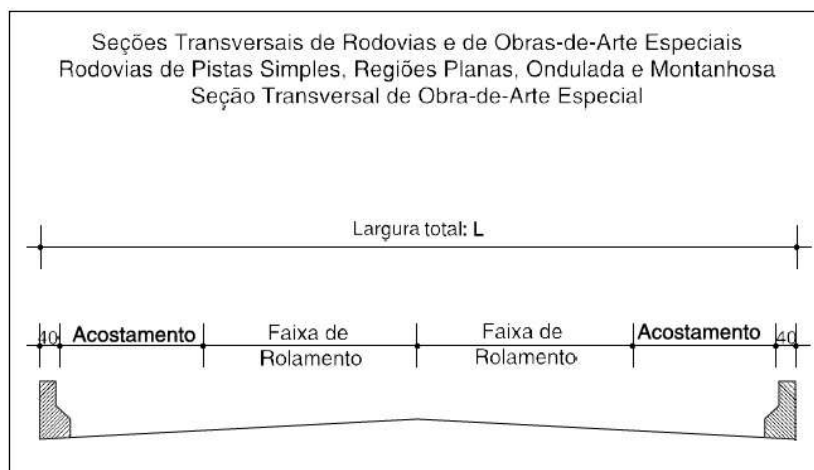 Seções Transversais de Rodovias e de Obras-de-Arte Especiais
Rodovias de Pistas Simples, Regiões Planas, Ondulada e Montanhosa
Seção Transversal de Obra-de-Arte Especial
Largura total: L
40 Acostamento Faixa de Rolamento Faixa de Rolamento Acostamento 40